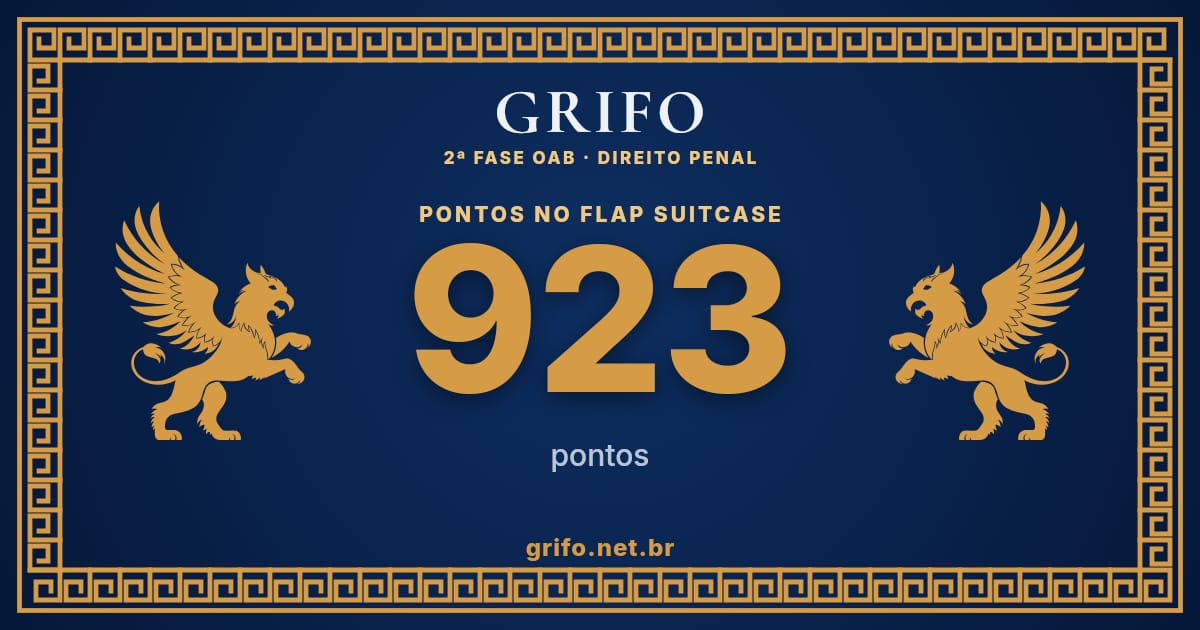 GRIFO
2ª FASE OAB · DIREITO PENAL
PONTOS NO FLAP SUITCASE
923
pontos
grifo.net.br